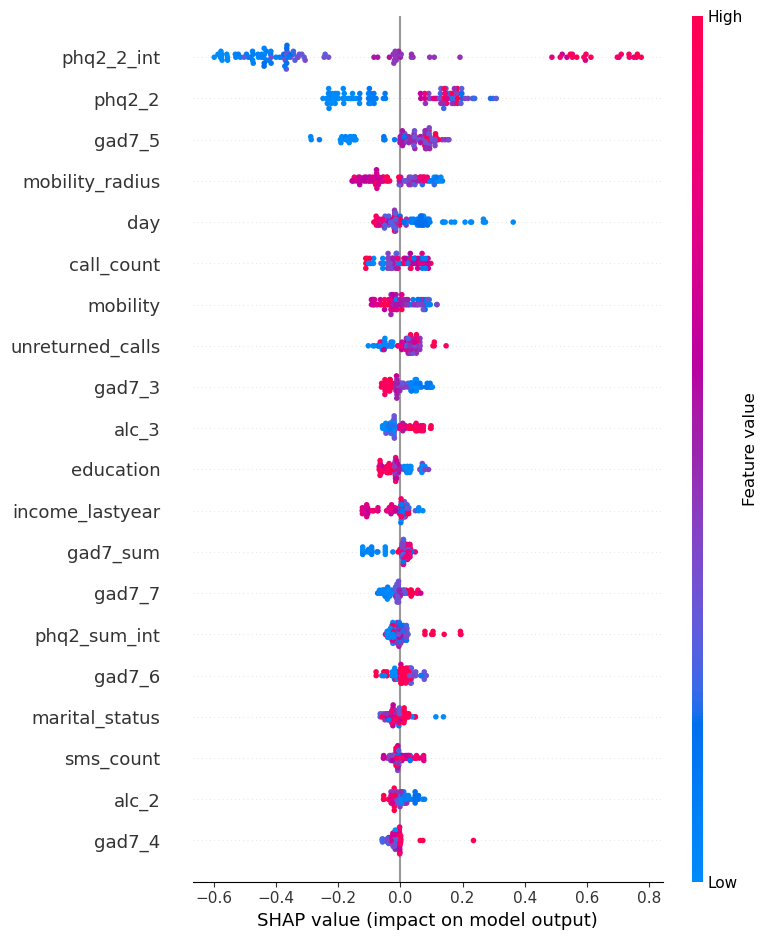 High
phq2_2_int
phq2_2
gad7_5
mobility_radius
day
call_count
mobility
unreturned_calls
gad7_3
alc_3
education
income_lastyear
gad7_sum
gad7_7
phq2_sum_int
gad7_6
marital_status
sms_count
alc_2
gad7_4
Feature value
Low
−0.6 −0.4 −0.2 0.0 0.2 0.4 0.6 0.8
SHAP value (impact on model output)